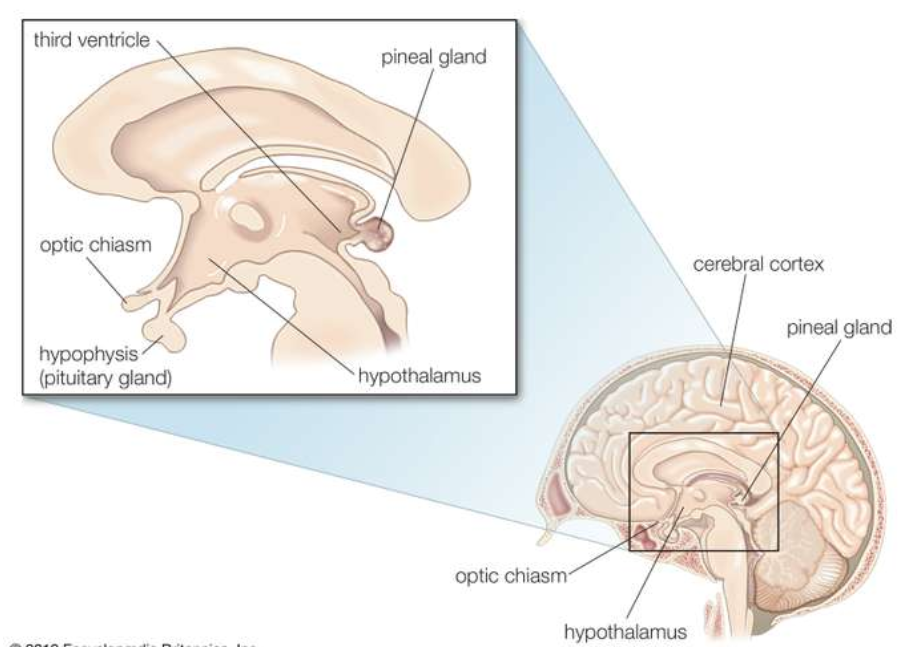 third ventricle
pineal gland
optic chiasm
hypophysis
(pituitary gland)
hypothalamus
cerebral cortex
pineal gland
optic chiasm
hypothalamus